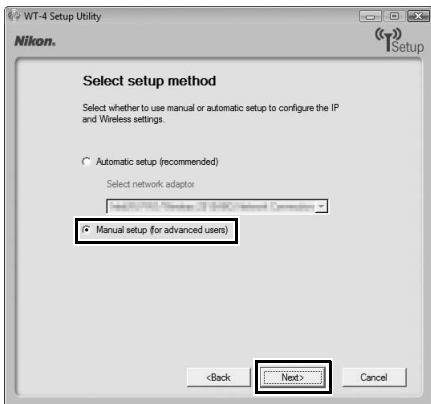 WT-4 Setup Utility
Nikon.
Setup
Select setup method
Select whether to use manual or automatic setup to configure the IP
and Wireless settings.
Automatic setup (recommended)
Select network adaptor
Manual setup (for advanced users)
<Back
Next>
Cancel